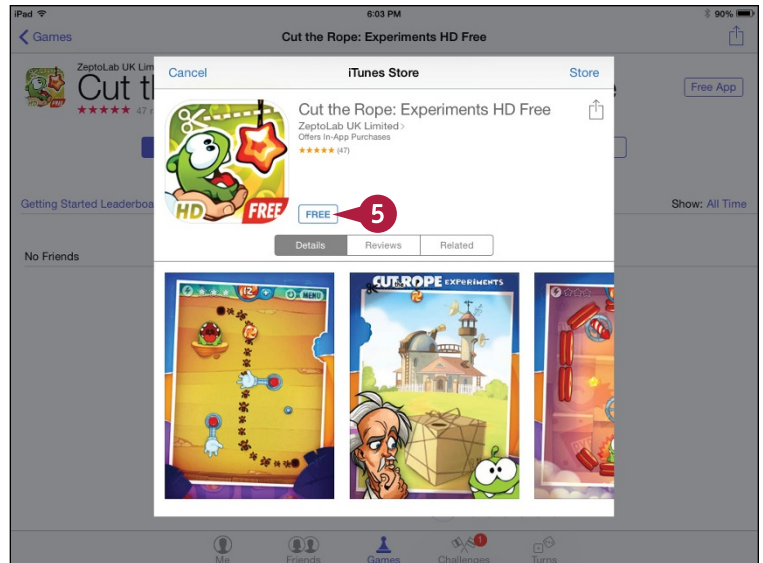 iPad 6:03 PM 90%
Games Cut the Rope: Experiments HD Free
ZeptoLab UK Lim
Cut t
47
Free App
Cancel iTunes Store Store
Cut the Rope: Experiments HD Free
ZeptoLab UK Limited >
Offers In-App Purchases
(47)
HD FREE
FREE 5
Getting Started Leaderboa Show: All Time
Details Reviews Related
No Friends
12 MENU
CUT THE ROPE EXPERIMENTS
Me Friends Games Challenges 1 Turns